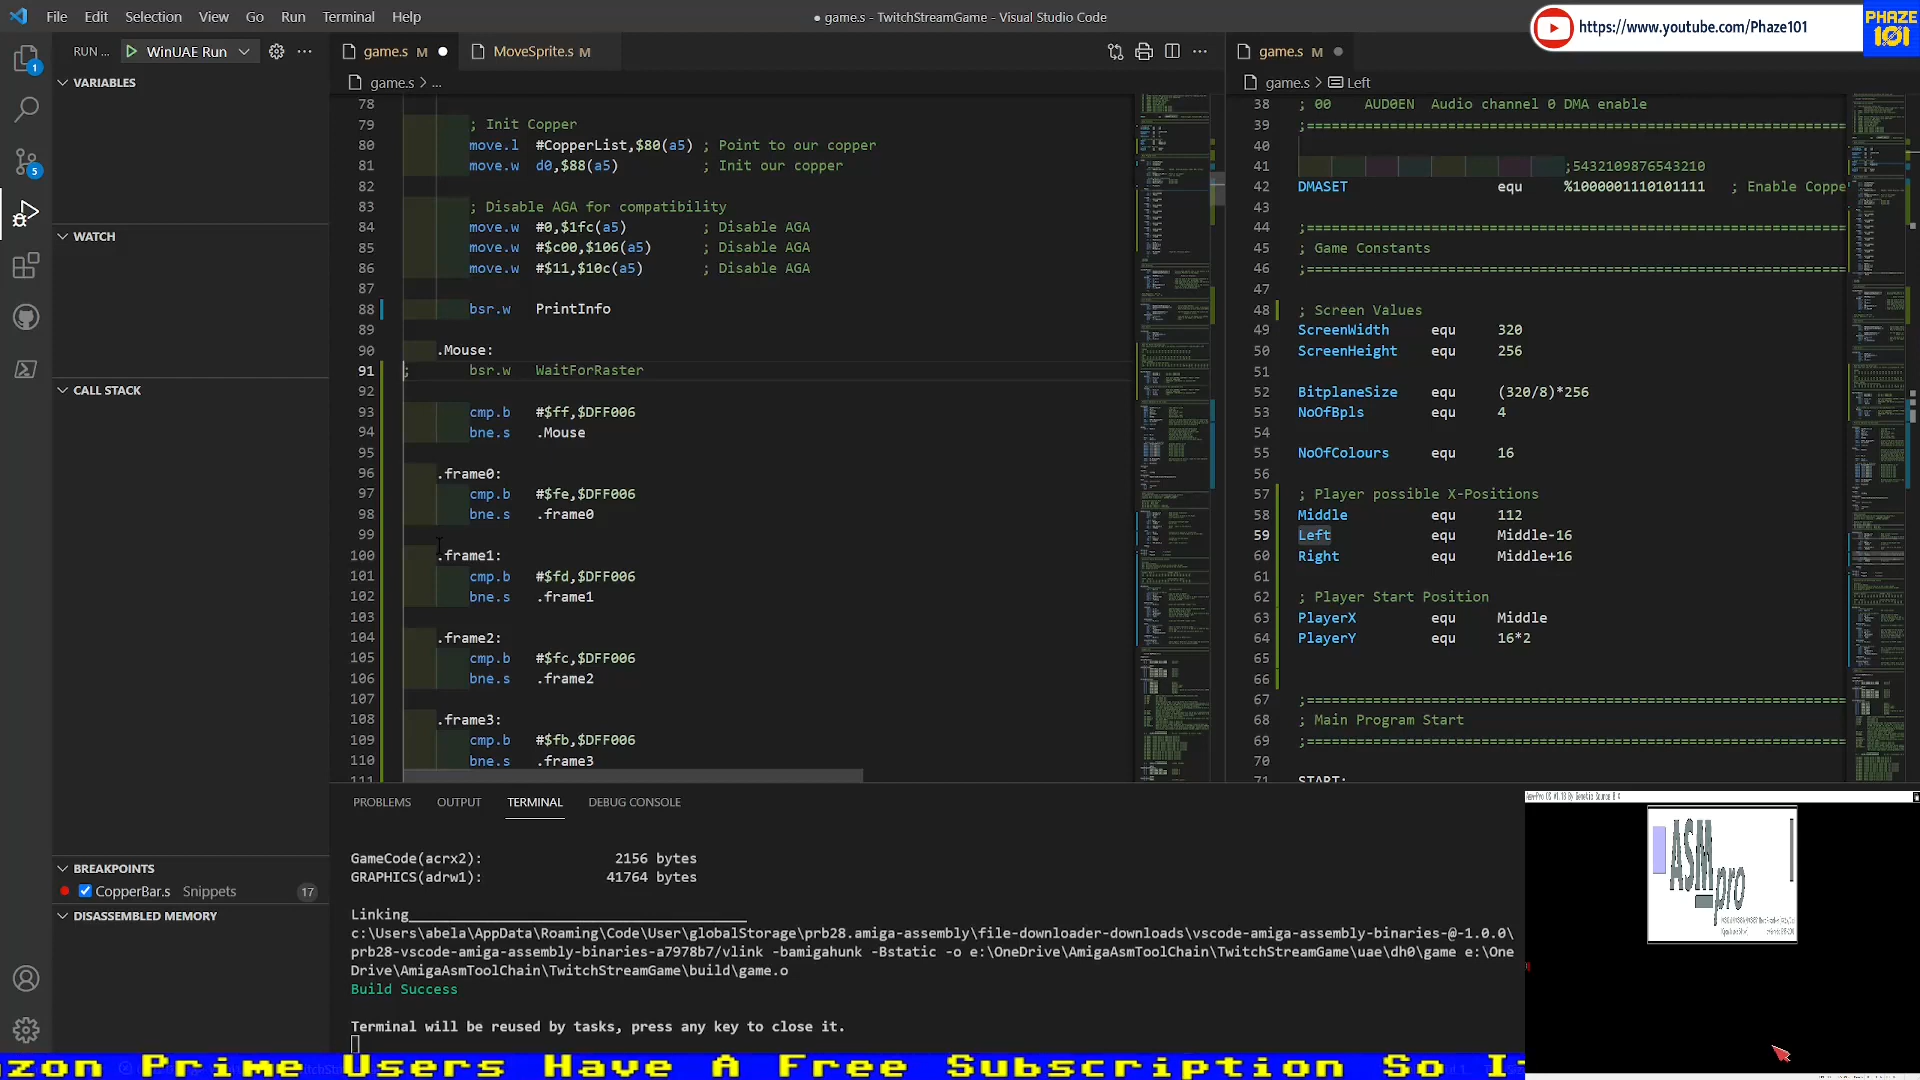 File Edit Selection View Go Run Terminal Help
● game.s - TwitchStreamGame - Visual Studio Code
https://www.youtube.com/Phaze101
PHAZE
101
RUN ... WinUAE Run
game.s M ● MoveSprite.s M
game.s M ●
VARIABLES
WATCH
CALL STACK
BREAKPOINTS
CopperBar.s Snippets 17
DISASSEMBLED MEMORY
1
5
game.s > ...
78
79 ; Init Copper
80 move.l #CopperList,$80(a5) ; Point to our copper
81 move.w d0,$88(a5) ; Init our copper
82
83 ; Disable AGA for compatibility
84 move.w #0,$1fc(a5) ; Disable AGA
85 move.w #$c00,$106(a5) ; Disable AGA
86 move.w #$11,$10c(a5) ; Disable AGA
87
88 bsr.w PrintInfo
89
90 .Mouse:
91 ; bsr.w WaitForRaster
92
93 cmp.b #$ff,$DFF006
94 bne.s .Mouse
95
96 .frame0:
97 cmp.b #$fe,$DFF006
98 bne.s .frame0
99
100 .frame1:
101 cmp.b #$fd,$DFF006
102 bne.s .frame1
103
104 .frame2:
105 cmp.b #$fc,$DFF006
106 bne.s .frame2
107
108 .frame3:
109 cmp.b #$fb,$DFF006
110 bne.s .frame3
111
game.s > Left
38 ; 00 AUD0EN Audio channel 0 DMA enable
39 ;==================================================================
40
41 ;5432109876543210
42 DMASET equ %1000001110101111 ; Enable Coppe
43
44 ;==================================================================
45 ; Game Constants
46 ;==================================================================
47
48 ; Screen Values
49 ScreenWidth equ 320
50 ScreenHeight equ 256
51
52 BitplaneSize equ (320/8)*256
53 NoOfBpls equ 4
54
55 NoOfColours equ 16
56
57 ; Player possible X-Positions
58 Middle equ 112
59 Left equ Middle-16
60 Right equ Middle+16
61
62 ; Player Start Position
63 PlayerX equ Middle
64 PlayerY equ 16*2
65
66
67 ;==================================================================
68 ; Main Program Start
69 ;==================================================================
70
71 START:
PROBLEMS OUTPUT TERMINAL DEBUG CONSOLE
GameCode(acrx2): 2156 bytes
GRAPHICS(adrw1): 41764 bytes
Linking
c:\Users\abela\AppData\Roaming\Code\User\globalStorage\prb28.amiga-assembly\file-downloader-downloads\vscode-amiga-assembly-binaries-@-1.0.0\
prb28-vscode-amiga-assembly-binaries-a7978b7/vlink -bamigahunk -Bstatic -o e:\OneDrive\AmigaAsmToolChain\TwitchStreamGame\uae\dh0\game e:\One
Drive\AmigaAsmToolChain\TwitchStreamGame\build\game.o
Build Success
Terminal will be reused by tasks, press any key to close it.
ASM
pro
zon Prime Users Have A Free Subscription So I